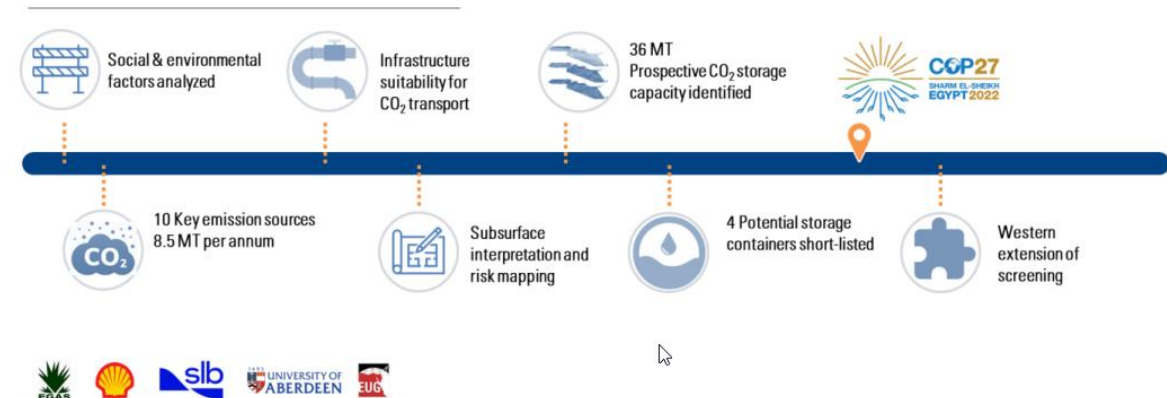 Social & environmental
factors analyzed
Infrastructure
suitability for
CO₂ transport
36 MT
Prospective CO₂ storage
capacity identified
COP27
SHARM EL-SHEIKH
EGYPT 2022
10 Key emission sources
8.5 MT per annum
CO₂
Subsurface
interpretation and
risk mapping
4 Potential storage
containers short-listed
Western
extension of
screening
EGAS
slb
1495
UNIVERSITY OF
ABERDEEN
EUG